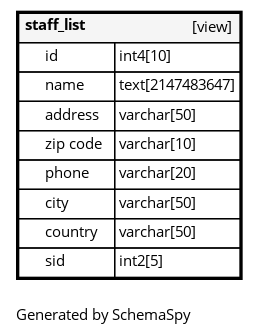 staff_list [view]
id int4[10]
name text[2147483647]
address varchar[50]
zip code varchar[10]
phone varchar[20]
city varchar[50]
country varchar[50]
sid int2[5]
Generated by SchemaSpy